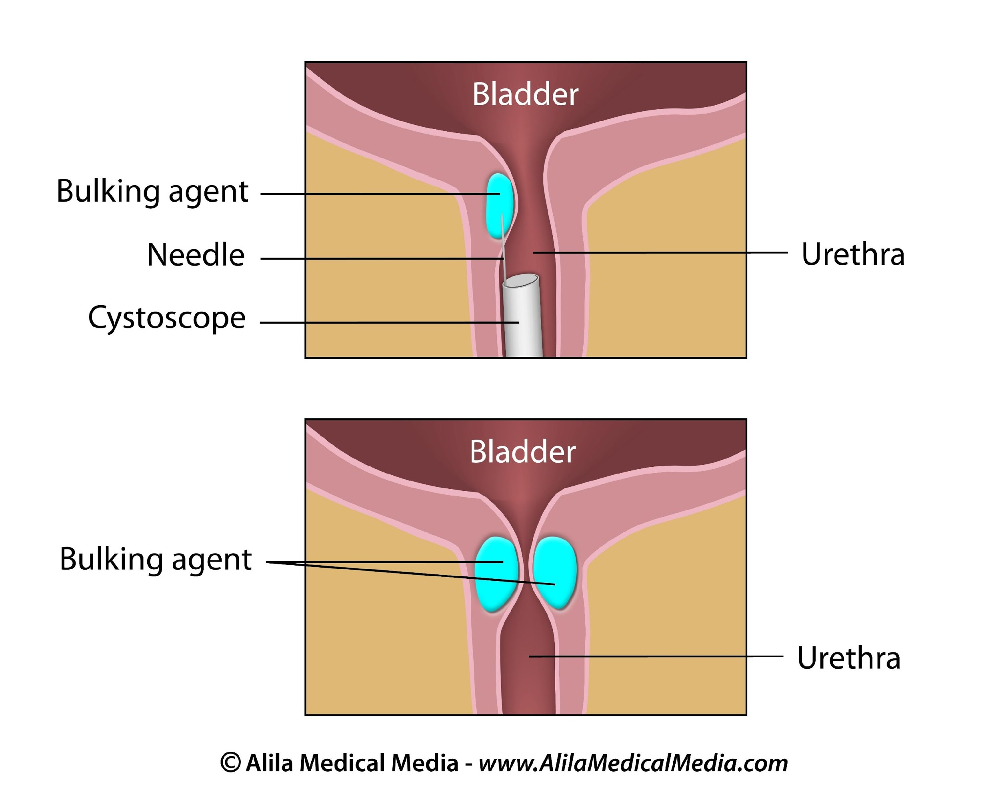 Bladder
Bulking agent
Needle
Urethra
Cystoscope
Bladder
Bulking agent
Urethra
© Alila Medical Media - www.AlilaMedicalMedia.com